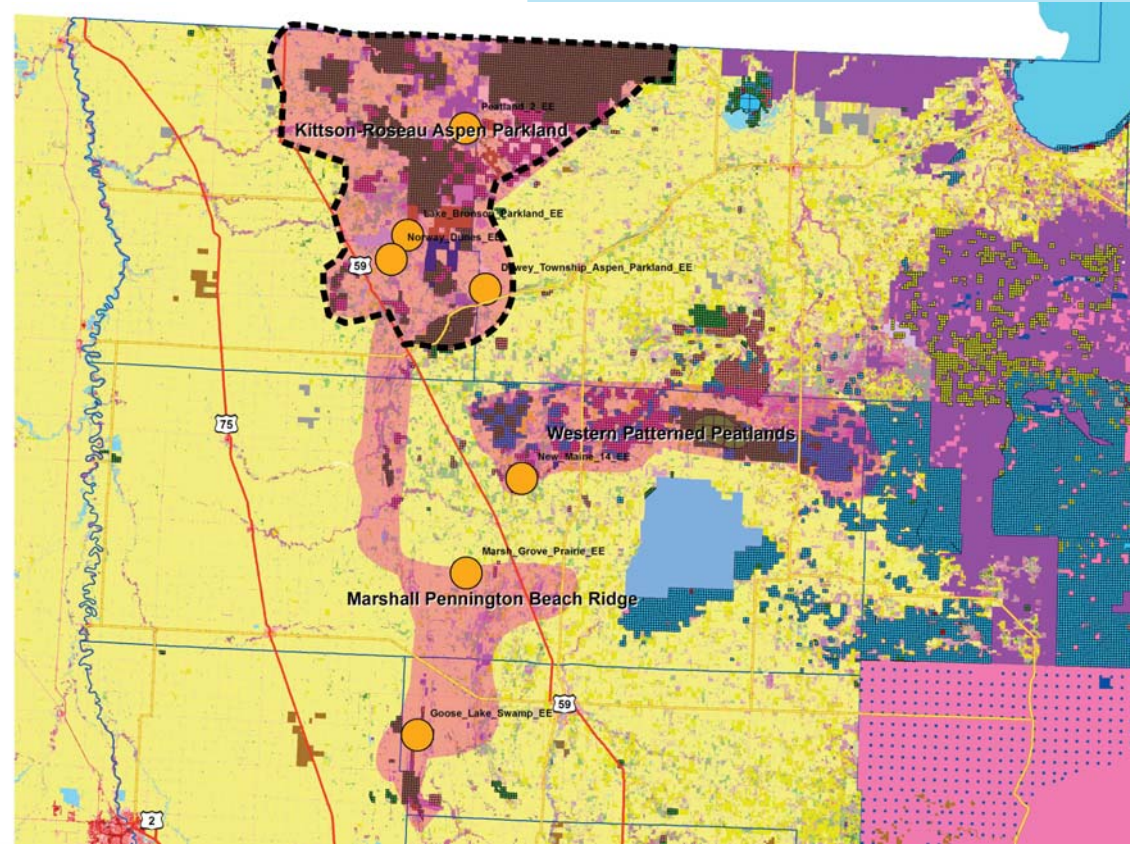 Peatland_2_EE
Kittson-Roseau Aspen Parkland
Lake_Bronson_Parkland_EE
Norway_Dunes_EE
59
Dewey_Township_Aspen_Parkland_EE
75
Western Patterned Peatlands
New_Maine_14_EE
Marsh_Grove_Prairie_EE
Marshall Pennington Beach Ridge
59
Goose_Lake_Swamp_EE
2